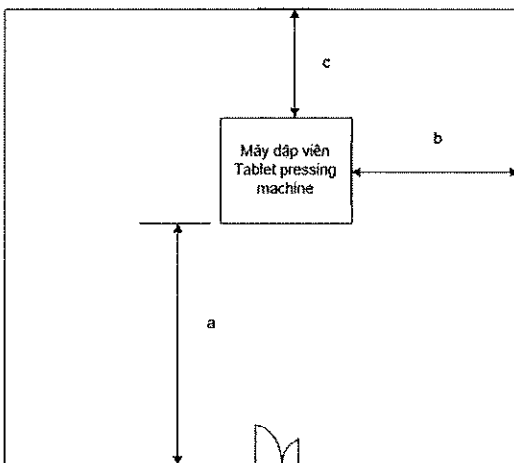 c
Máy dập viên
Tablet pressing
machine
b
a